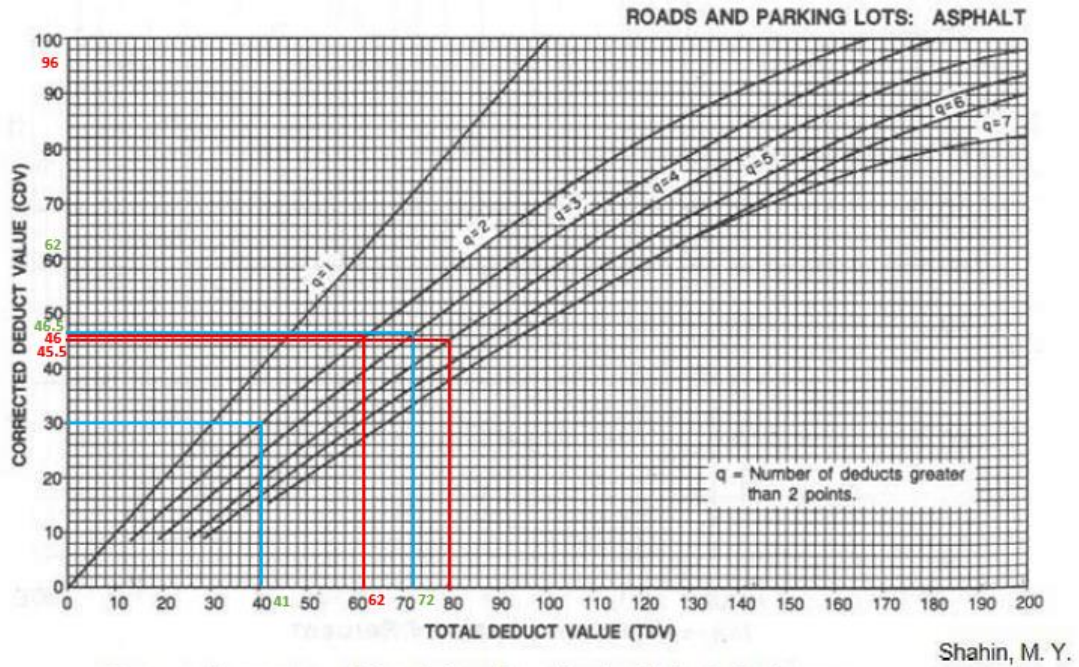 ROADS AND PARKING LOTS: ASPHALT
CORRECTED DEDUCT VALUE (CDV)
100
96
90
80
70
62
60
50
46.5
46
45.5
40
30
20
10
0
q=1
q=2
q=3
q=4
q=5
q=6
q=7
q = Number of deducts greater
than 2 points.
0 10 20 30 40 41 50 60 62 70 72 80 90 100 110 120 130 140 150 160 170 180 190 200
TOTAL DEDUCT VALUE (TDV)
Shahin, M. Y.